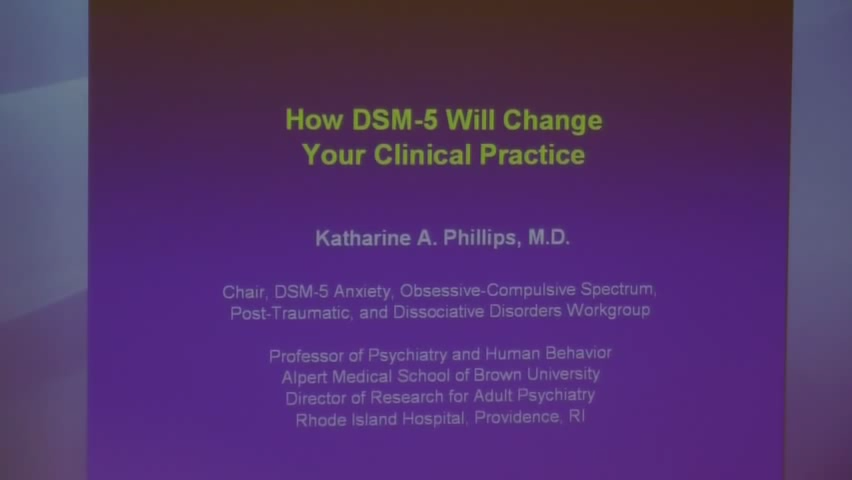 How DSM-5 Will Change
Your Clinical Practice
Katharine A. Phillips, M.D.
Chair, DSM-5 Anxiety, Obsessive-Compulsive Spectrum,
Post-Traumatic, and Dissociative Disorders Workgroup
Professor of Psychiatry and Human Behavior
Alpert Medical School of Brown University
Director of Research for Adult Psychiatry
Rhode Island Hospital, Providence, RI